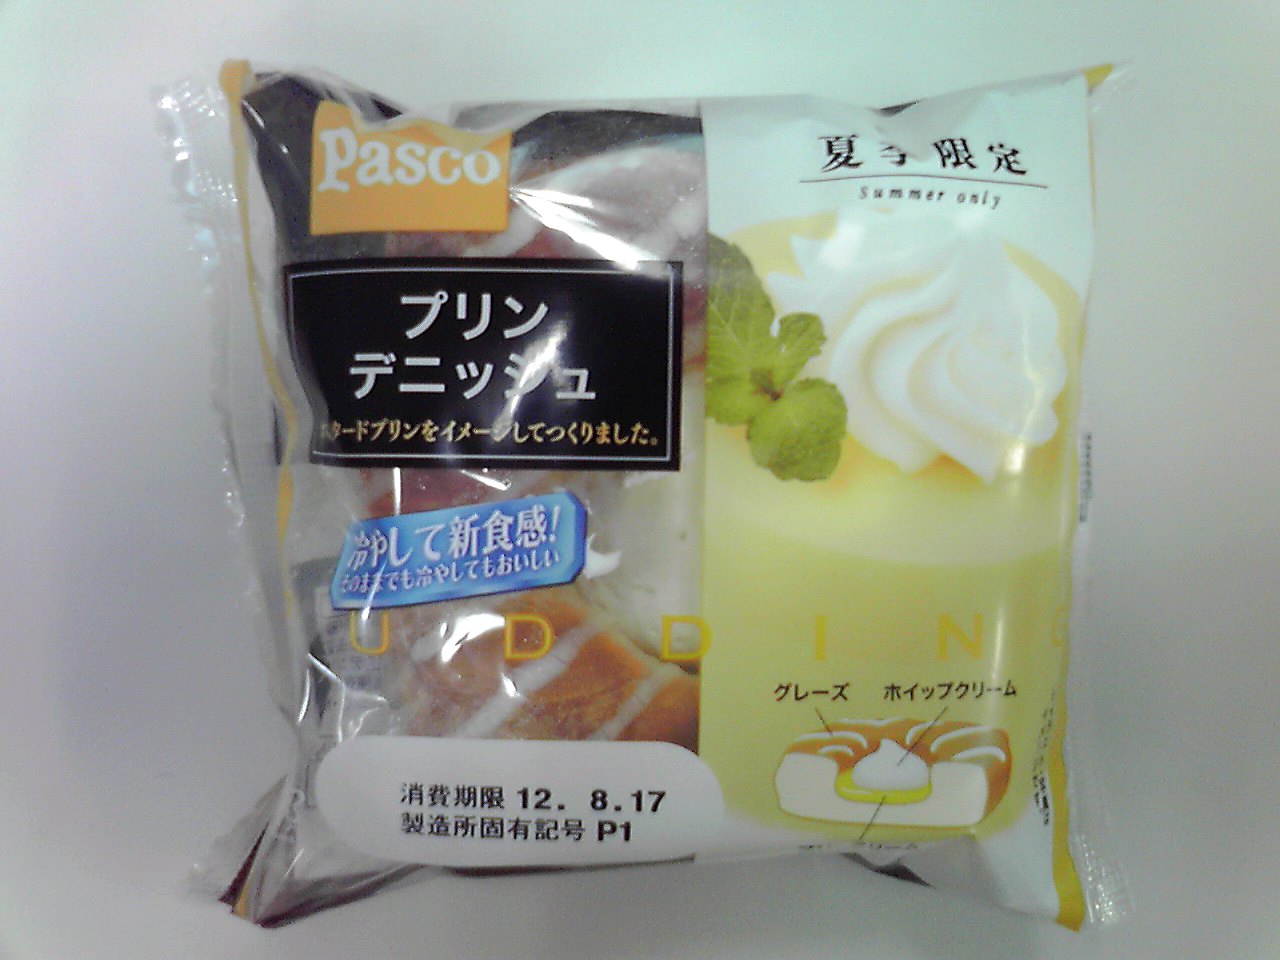 Pasco
夏季限定
Summer only
プリン
デニッシュ
タードプリンをイメージしてつくりました。
冷やして新食感!
そのままでも冷やしてもおいしい
UDDING
グレーズ ホイップクリーム
消費期限 12. 8.17
製造所固有記号 P1